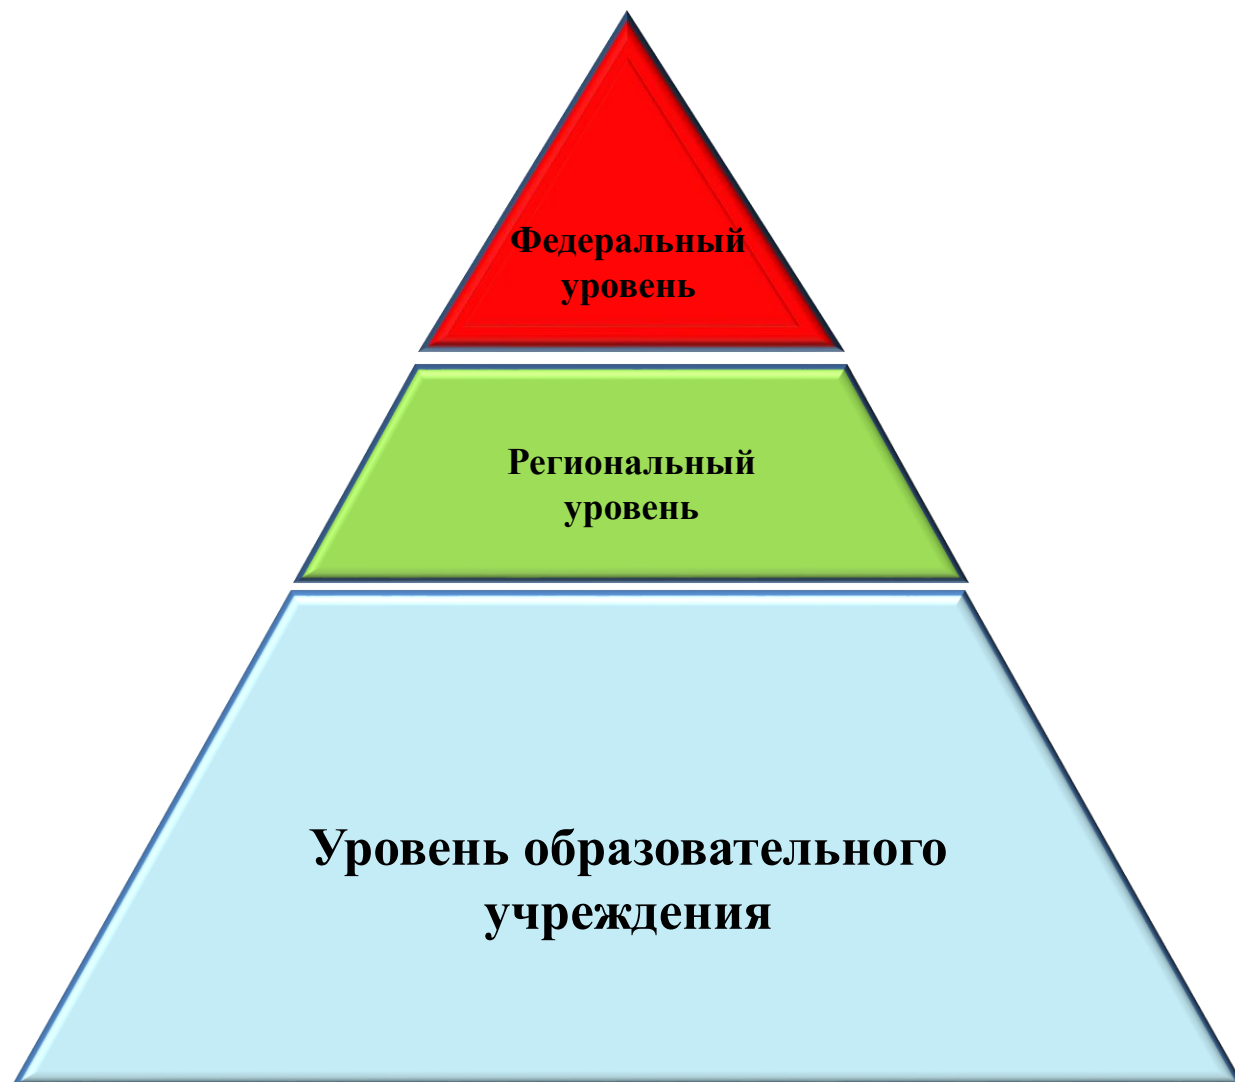 Федеральный
уровень
Региональный
уровень
Уровень образовательного
учреждения